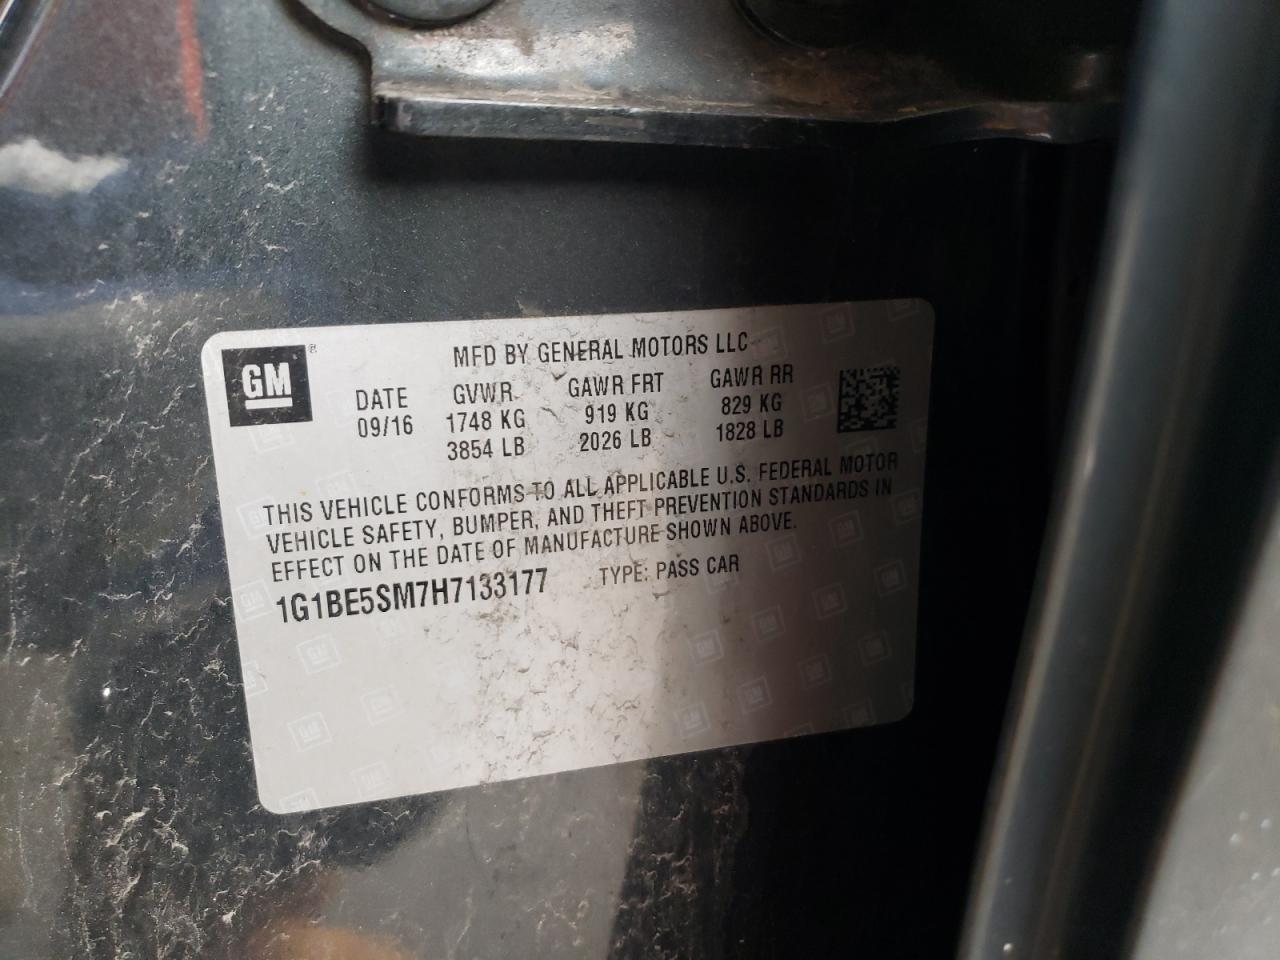 GM ®
MFD BY GENERAL MOTORS LLC
DATE GVWR GAWR FRT GAWR RR
09/16 1748 KG 919 KG 829 KG
3854 LB 2026 LB 1828 LB
THIS VEHICLE CONFORMS TO ALL APPLICABLE U.S. FEDERAL MOTOR
VEHICLE SAFETY, BUMPER, AND THEFT PREVENTION STANDARDS IN
EFFECT ON THE DATE OF MANUFACTURE SHOWN ABOVE.
1G1BE5SM7H7133177 TYPE: PASS CAR